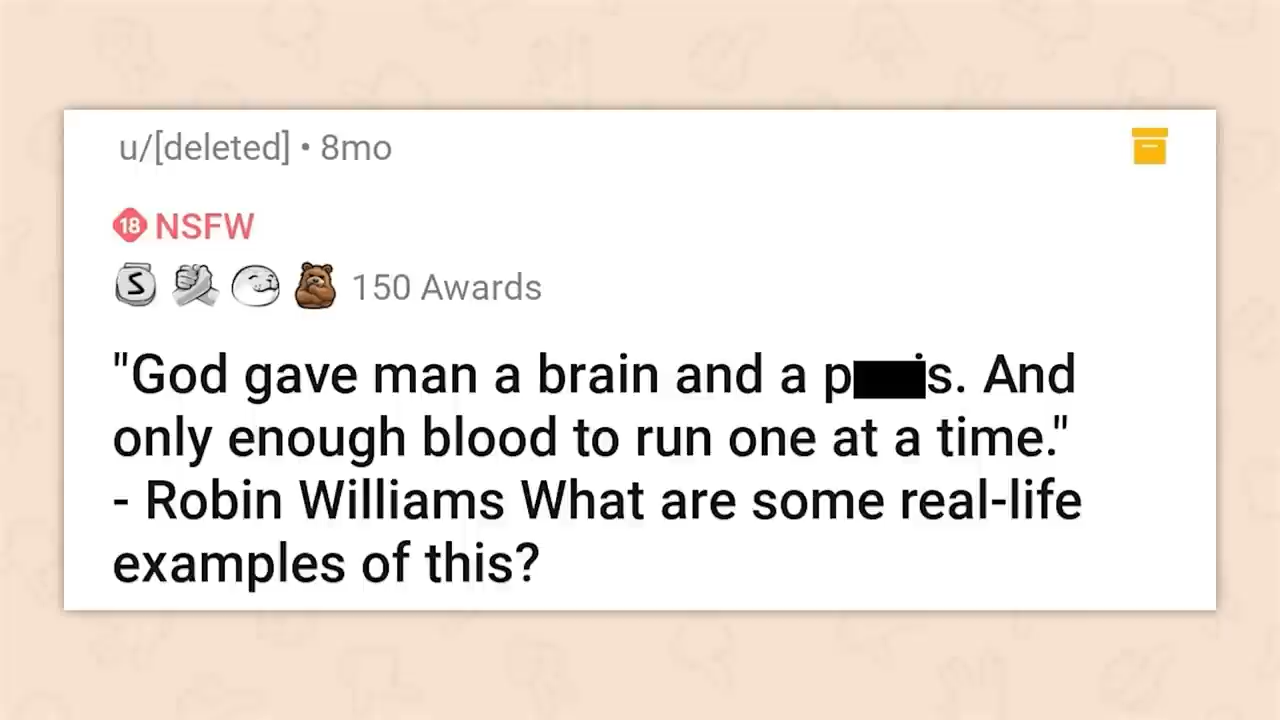 u/[deleted] • 8mo
18 NSFW
S 150 Awards
"God gave man a brain and a p s. And
only enough blood to run one at a time."
- Robin Williams What are some real-life
examples of this?